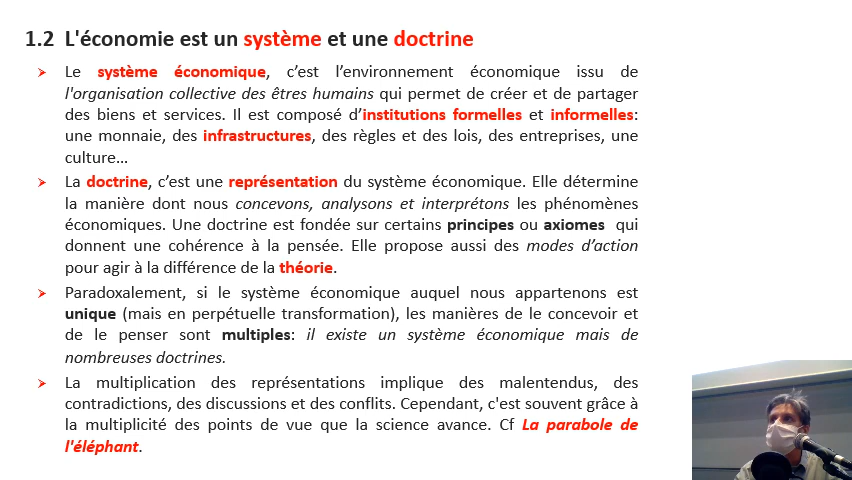 1.2 L'économie est un système et une doctrine
Le système économique, c’est l’environnement économique issu de
l'organisation collective des êtres humains qui permet de créer et de partager
des biens et services. Il est composé d’institutions formelles et informelles:
une monnaie, des infrastructures, des règles et des lois, des entreprises, une
culture…
La doctrine, c’est une représentation du système économique. Elle détermine
la manière dont nous concevons, analysons et interprétons les phénomènes
économiques. Une doctrine est fondée sur certains principes ou axiomes qui
donnent une cohérence à la pensée. Elle propose aussi des modes d’action
pour agir à la différence de la théorie.
Paradoxalement, si le système économique auquel nous appartenons est
unique (mais en perpétuelle transformation), les manières de le concevoir et
de le penser sont multiples: il existe un système économique mais de
nombreuses doctrines.
La multiplication des représentations implique des malentendus, des
contradictions, des discussions et des conflits. Cependant, c'est souvent grâce à
la multiplicité des points de vue que la science avance. Cf La parabole de
l'éléphant.